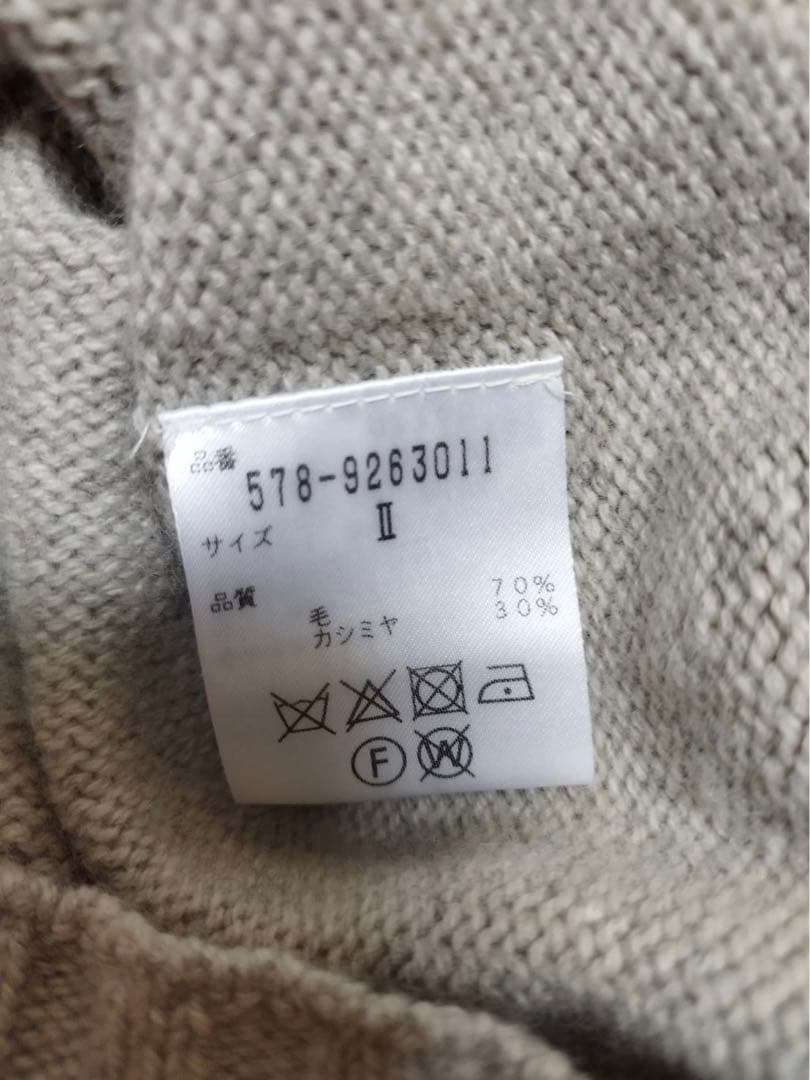 品番
578-9263011
サイズ Ⅱ
品質
毛 70%
カシミヤ 30%
F W